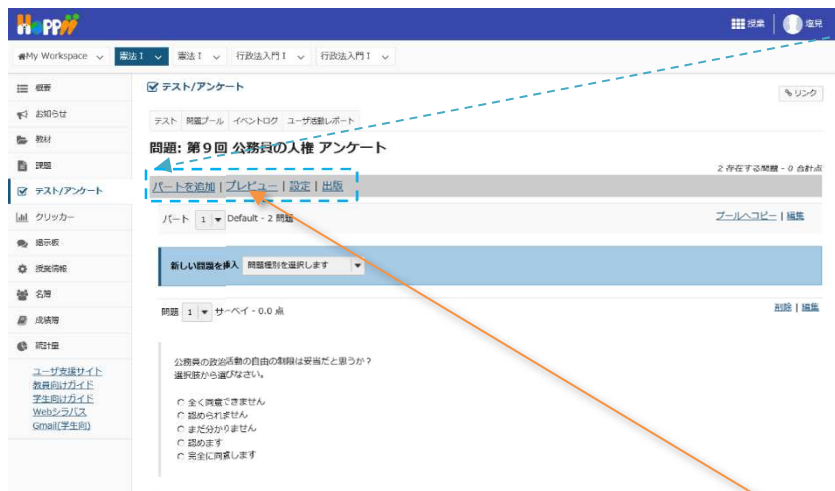 HoPPii
授業
塩見
My Workspace
憲法 I
憲法 I
行政法入門 I
行政法入門 I
概要
お知らせ
教材
課題
テスト/アンケート
クリッカー
掲示板
授業情報
名簿
成績簿
統計量
ユーザ支援サイト
教員向けガイド
学生向けガイド
Webシラバス
Gmail(学生向)
テスト/アンケート
リンク
テスト 問題プール イベントログ ユーザ活動レポート
問題: 第9回 公務員の人権 アンケート
2 存在する問題 - 0 合計点
パートを追加 | プレビュー | 設定 | 出版
パート 1 Default - 2 問題
プールへコピー | 編集
新しい問題を挿入 問題種別を選択します
問題 1 サーベイ - 0.0 点
削除 | 編集
公務員の政治活動の自由の制限は妥当だと思うか？
選択肢から選びなさい。
全く同意できません
認められません
まだ分かりません
認めます
完全に同意します